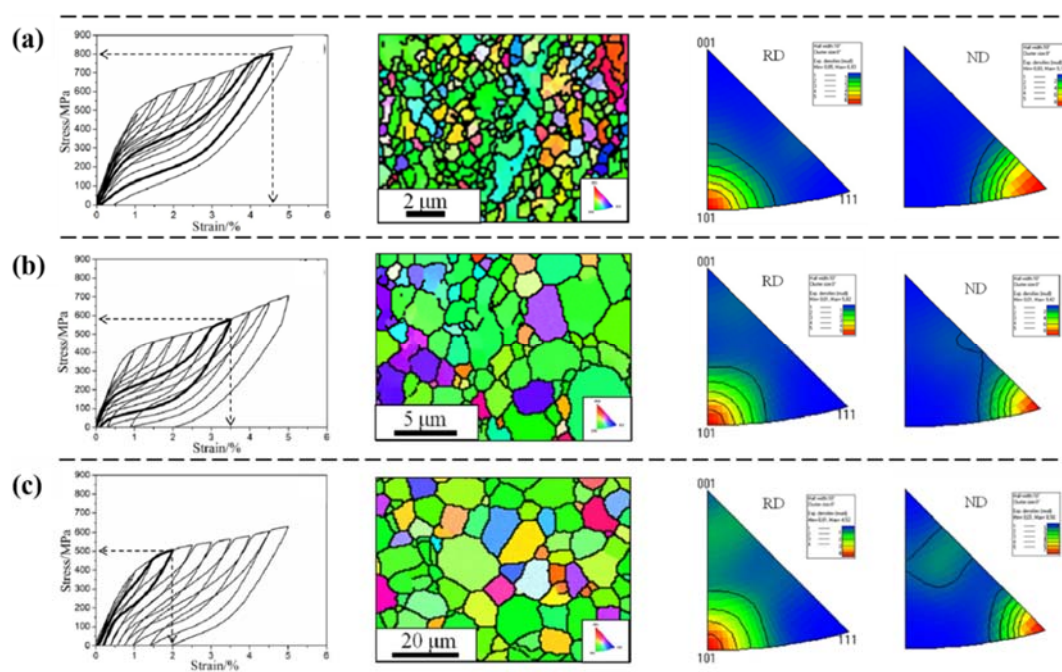 (a)
900
800
700
600
500
400
300
200
100
0
Stress/MPa
0 1 2 3 4 5 6
Strain/%
2 μm
001
RD
101
111
ND
(b)
900
800
700
600
500
400
300
200
100
0
Stress/MPa
0 1 2 3 4 5 6
Strain/%
5 μm
001
RD
101
111
ND
(c)
900
800
700
600
500
400
300
200
100
0
Stress/MPa
0 1 2 3 4 5 6
Strain/%
20 μm
001
RD
101
111
ND